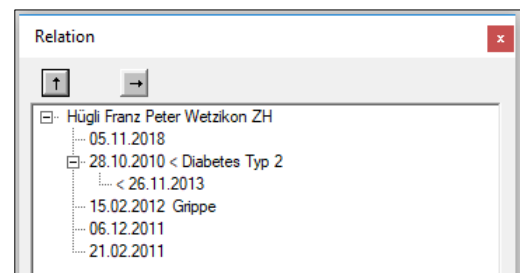 Relation
x
↑ →
Hügli Franz Peter Wetzikon ZH
05.11.2018
28.10.2010 < Diabetes Typ 2
< 26.11.2013
15.02.2012 Grippe
06.12.2011
21.02.2011